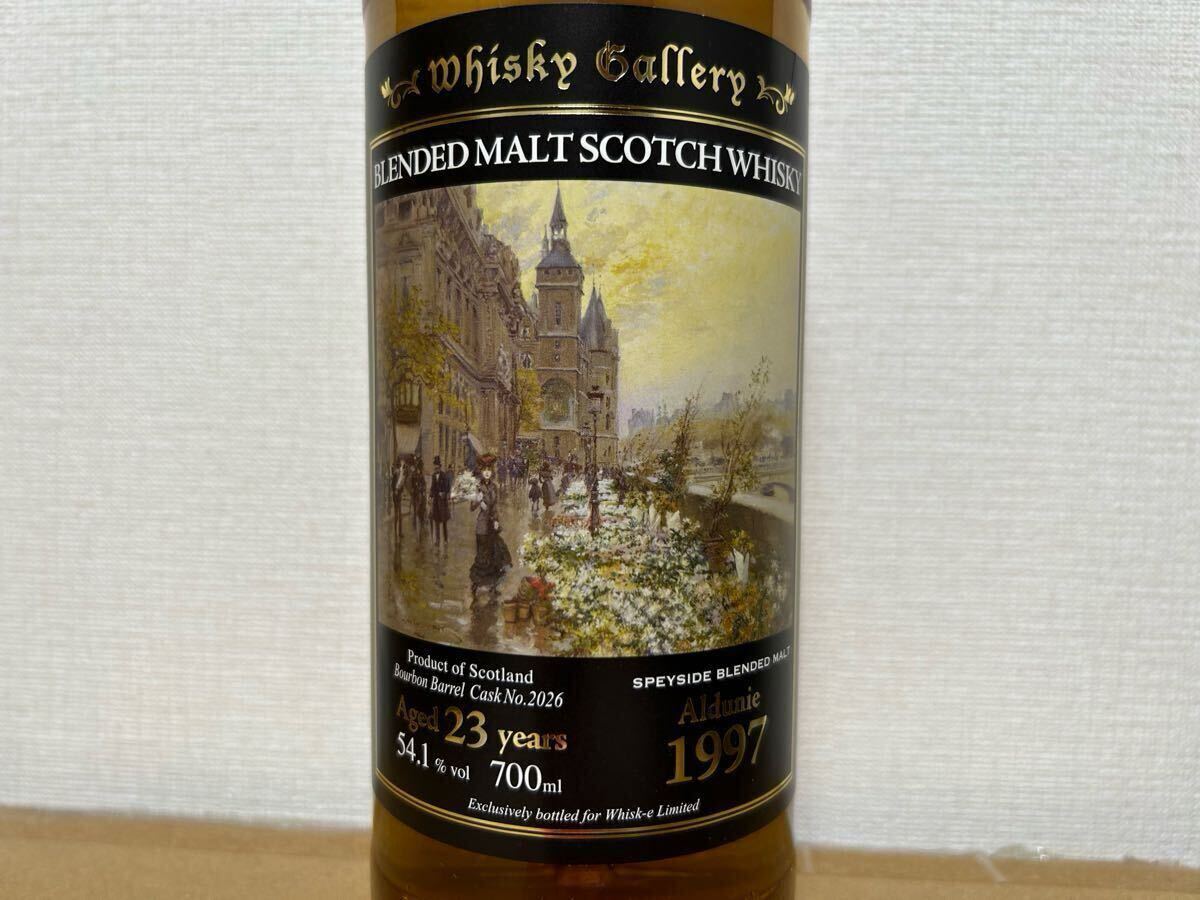 Whisky Gallery
BLENDED MALT SCOTCH WHISKY
Product of Scotland
Bourbon Barrel Cask No.2026
Aged 23 years
54.1 % vol 700ml
SPEYSIDE BLENDED MALT
Aldunie
1997
Exclusively bottled for Whisk-e Limited